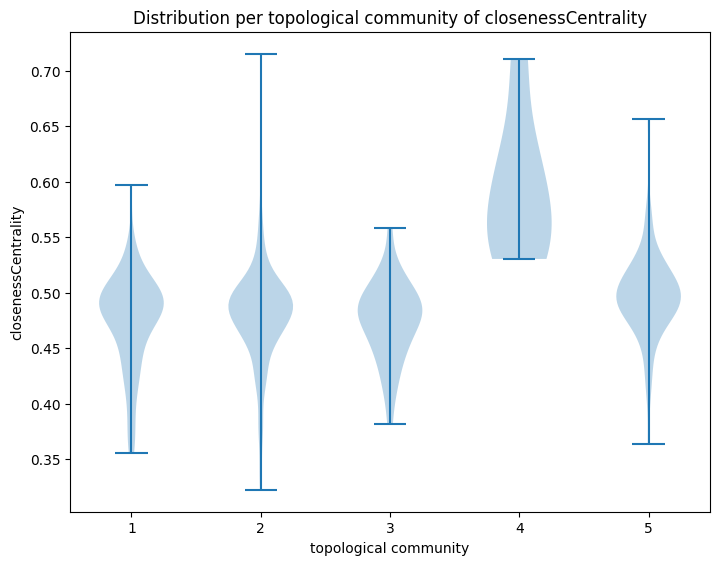 Distribution per topological community of closenessCentrality
0.70
0.65
0.60
0.55
0.50
0.45
0.40
0.35
closenessCentrality
1 2 3 4 5
topological community